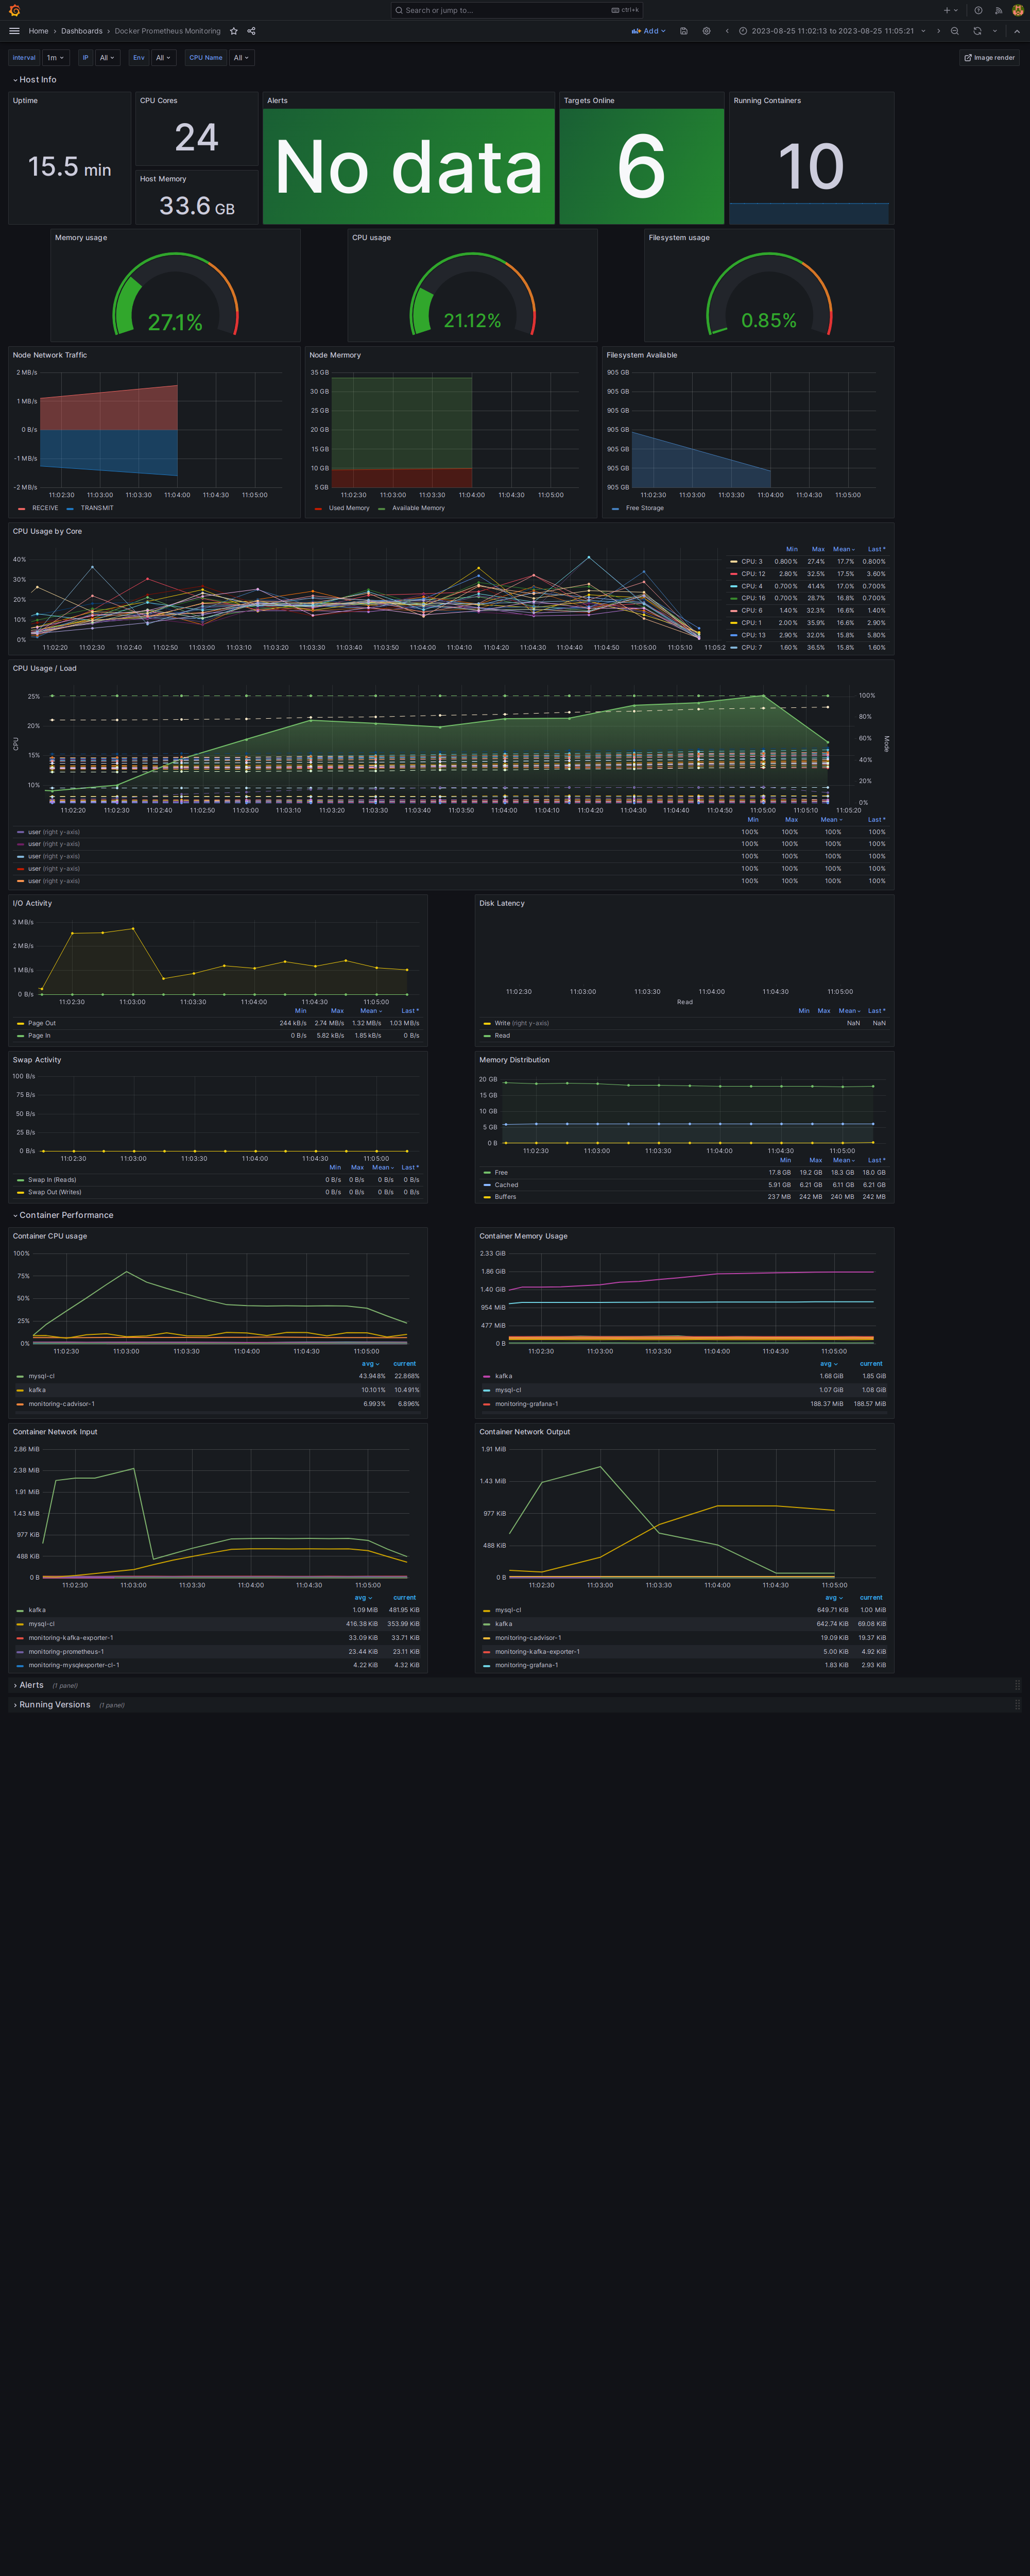 Search or jump to... ctrl+k
Home › Dashboards › Docker Prometheus Monitoring Add 2023-08-25 11:02:13 to 2023-08-25 11:05:21
Interval 1m IP All Env All CPU Name All Image render
Host Info
Uptime
15.5 min
CPU Cores
24
Host Memory
33.6 GB
Alerts
No data
Targets Online
6
Running Containers
10
Memory usage
27.1%
CPU usage
21.12%
Filesystem usage
0.85%
Node Network Traffic
2 MB/s
1 MB/s
0 B/s
-1 MB/s
-2 MB/s
11:02:30 11:03:00 11:03:30 11:04:00 11:04:30 11:05:00
RECEIVE TRANSMIT
Node Mermory
35 GB
30 GB
25 GB
20 GB
15 GB
10 GB
5 GB
11:02:30 11:03:00 11:03:30 11:04:00 11:04:30 11:05:00
Used Memory Available Memory
Filesystem Available
905 GB
905 GB
905 GB
905 GB
905 GB
905 GB
905 GB
11:02:30 11:03:00 11:03:30 11:04:00 11:04:30 11:05:00
Free Storage
CPU Usage by Core
40%
30%
20%
10%
0%
11:02:20 11:02:30 11:02:40 11:02:50 11:03:00 11:03:10 11:03:20 11:03:30 11:03:40 11:03:50 11:04:00 11:04:10 11:04:20 11:04:30 11:04:40 11:04:50 11:05:00 11:05:10 11:05:2
Min Max Mean Last *
CPU: 3 0.800% 27.4% 17.7% 0.800%
CPU: 12 2.80% 32.5% 17.5% 3.60%
CPU: 4 0.700% 41.4% 17.0% 0.700%
CPU: 16 0.700% 28.7% 16.8% 0.700%
CPU: 6 1.40% 32.3% 16.6% 1.40%
CPU: 1 2.00% 35.9% 16.6% 2.90%
CPU: 13 2.90% 32.0% 15.8% 5.80%
CPU: 7 1.60% 36.5% 15.8% 1.60%
CPU Usage / Load
25%
20%
15%
10%
CPU
100%
80%
60%
40%
20%
0%
Mode
11:02:20 11:02:30 11:02:40 11:02:50 11:03:00 11:03:10 11:03:20 11:03:30 11:03:40 11:03:50 11:04:00 11:04:10 11:04:20 11:04:30 11:04:40 11:04:50 11:05:00 11:05:10 11:05:20
Min Max Mean Last *
user (right y-axis) 100% 100% 100% 100%
user (right y-axis) 100% 100% 100% 100%
user (right y-axis) 100% 100% 100% 100%
user (right y-axis) 100% 100% 100% 100%
user (right y-axis) 100% 100% 100% 100%
I/O Activity
3 MB/s
2 MB/s
1 MB/s
0 B/s
11:02:30 11:03:00 11:03:30 11:04:00 11:04:30 11:05:00
Min Max Mean Last *
Page Out 244 kB/s 2.74 MB/s 1.32 MB/s 1.03 MB/s
Page In 0 B/s 5.82 kB/s 1.85 kB/s 0 B/s
Disk Latency
11:02:30 11:03:00 11:03:30 11:04:00 11:04:30 11:05:00
Read
Min Max Mean Last *
Write (right y-axis) NaN NaN
Read
Swap Activity
100 B/s
75 B/s
50 B/s
25 B/s
0 B/s
11:02:30 11:03:00 11:03:30 11:04:00 11:04:30 11:05:00
Min Max Mean Last *
Swap In (Reads) 0 B/s 0 B/s 0 B/s 0 B/s
Swap Out (Writes) 0 B/s 0 B/s 0 B/s 0 B/s
Memory Distribution
20 GB
15 GB
10 GB
5 GB
0 B
11:02:30 11:03:00 11:03:30 11:04:00 11:04:30 11:05:00
Min Max Mean Last *
Free 17.8 GB 19.2 GB 18.3 GB 18.0 GB
Cached 5.91 GB 6.21 GB 6.11 GB 6.21 GB
Buffers 237 MB 242 MB 240 MB 242 MB
Container Performance
Container CPU usage
100%
75%
50%
25%
0%
11:02:30 11:03:00 11:03:30 11:04:00 11:04:30 11:05:00
avg current
mysql-cl 43.948% 22.868%
kafka 10.101% 10.491%
monitoring-cadvisor-1 6.993% 6.896%
Container Memory Usage
2.33 GiB
1.86 GiB
1.40 GiB
954 MiB
477 MiB
0 B
11:02:30 11:03:00 11:03:30 11:04:00 11:04:30 11:05:00
avg current
kafka 1.68 GiB 1.85 GiB
mysql-cl 1.07 GiB 1.08 GiB
monitoring-grafana-1 188.37 MiB 188.57 MiB
Container Network Input
2.86 MiB
2.38 MiB
1.91 MiB
1.43 MiB
977 KiB
488 KiB
0 B
11:02:30 11:03:00 11:03:30 11:04:00 11:04:30 11:05:00
avg current
kafka 1.09 MiB 481.95 KiB
mysql-cl 416.38 KiB 353.99 KiB
monitoring-kafka-exporter-1 33.09 KiB 33.71 KiB
monitoring-prometheus-1 23.44 KiB 23.11 KiB
monitoring-mysqlexporter-cl-1 4.22 KiB 4.32 KiB
Container Network Output
1.91 MiB
1.43 MiB
977 KiB
488 KiB
0 B
11:02:30 11:03:00 11:03:30 11:04:00 11:04:30 11:05:00
avg current
mysql-cl 649.71 KiB 1.00 MiB
kafka 642.74 KiB 69.08 KiB
monitoring-cadvisor-1 19.09 KiB 19.37 KiB
monitoring-kafka-exporter-1 5.00 KiB 4.92 KiB
monitoring-grafana-1 1.83 KiB 2.93 KiB
Alerts (1 panel)
Running Versions (1 panel)